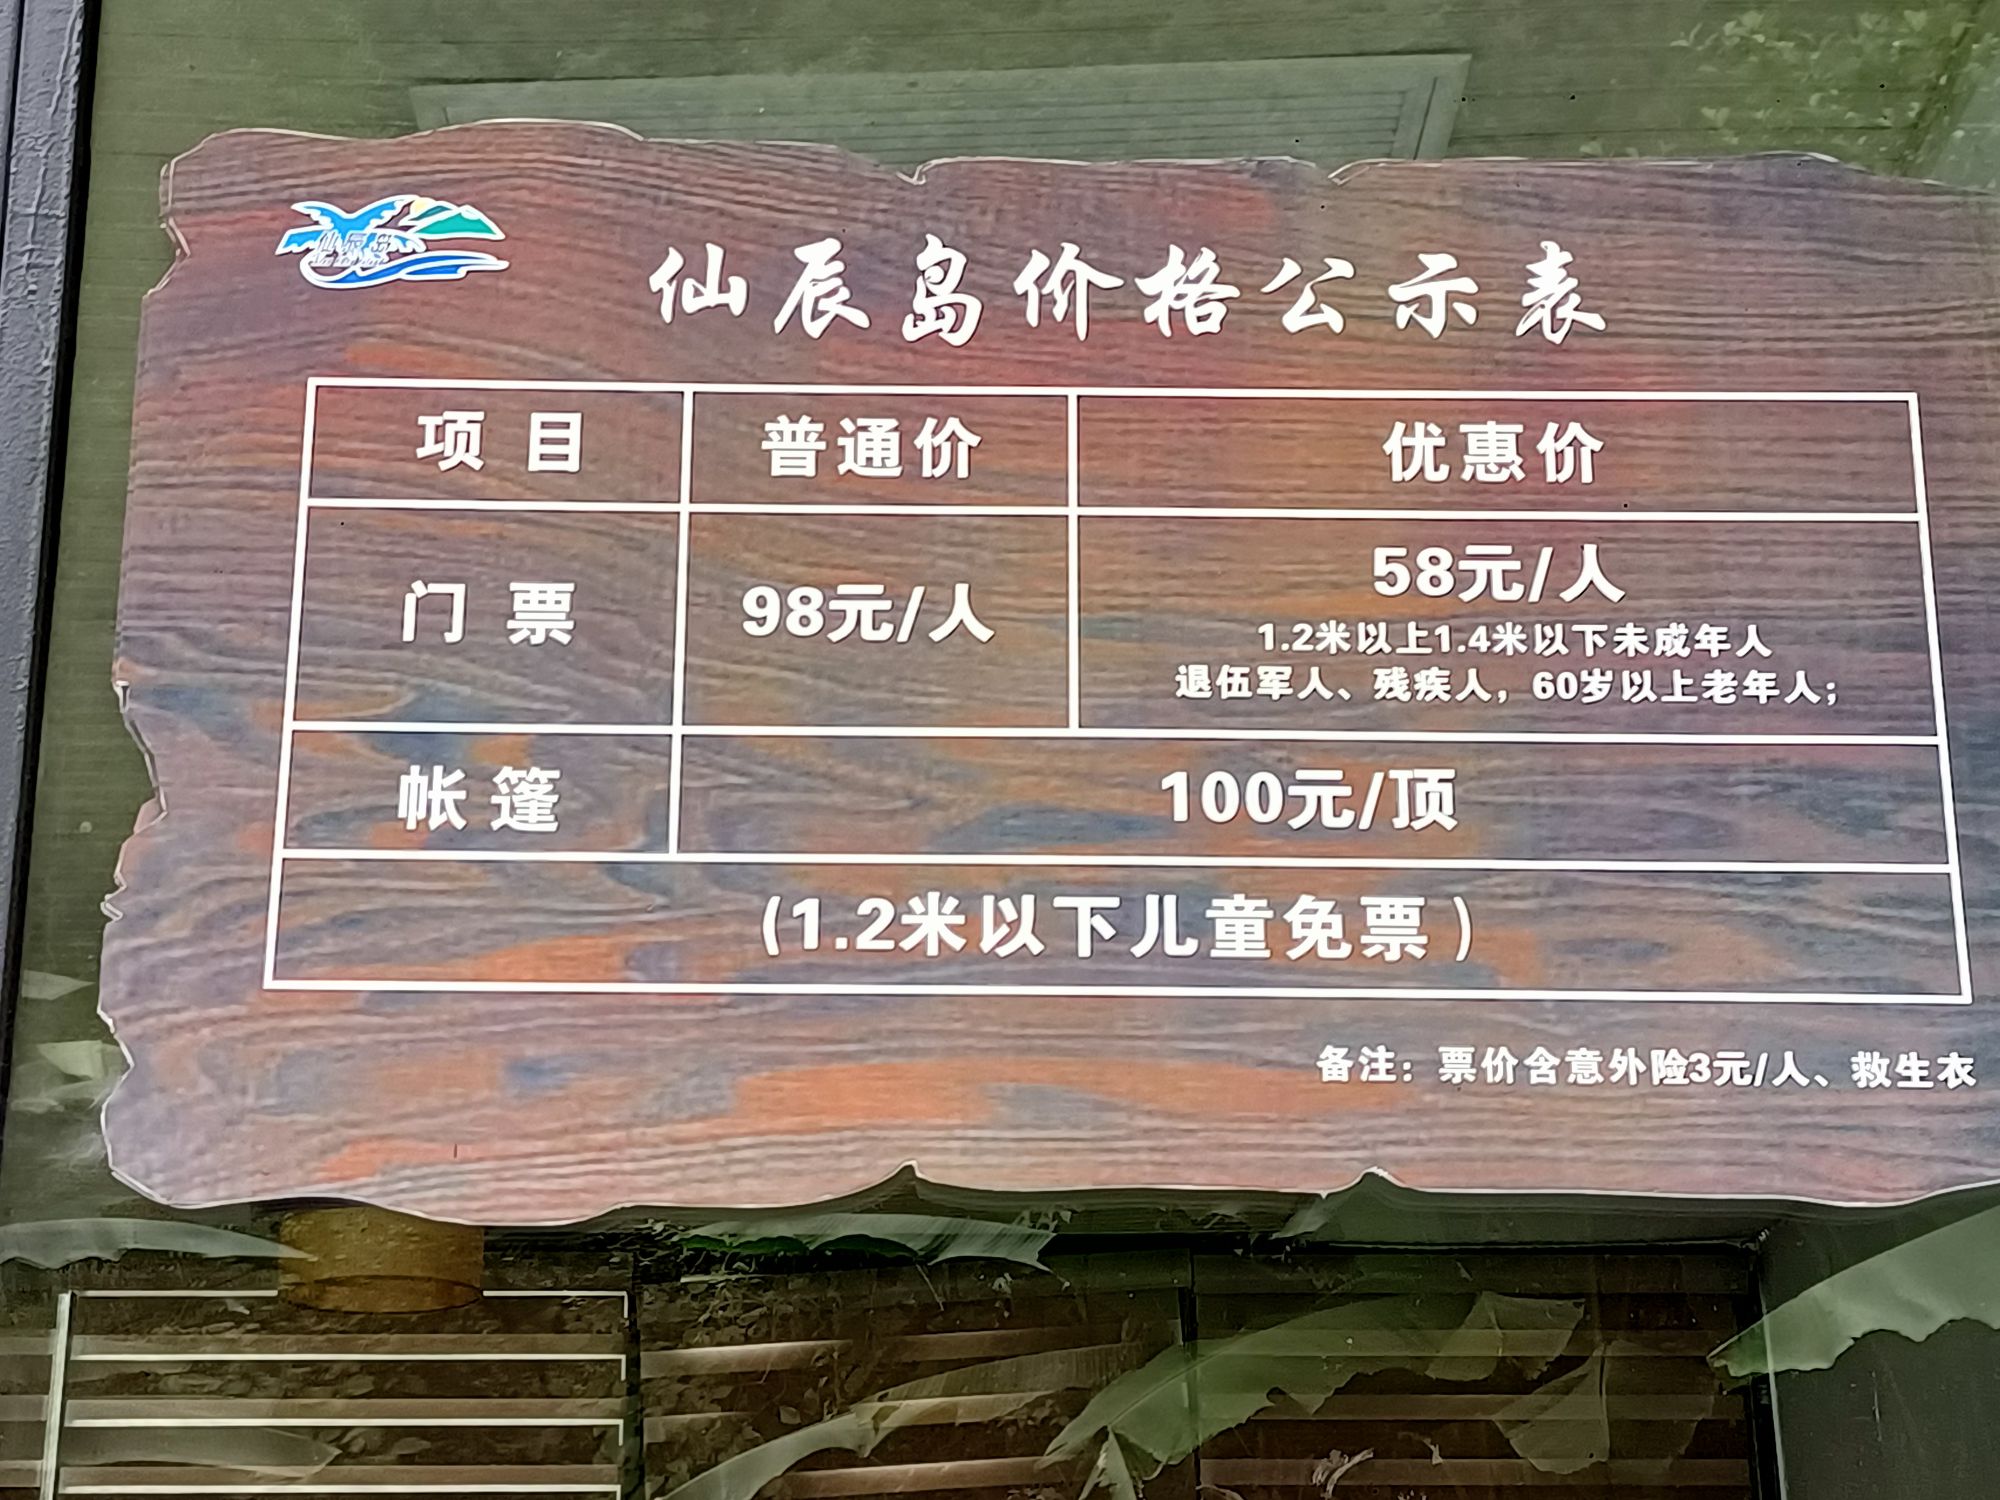 仙辰岛
仙辰岛价格公示表
项目 普通价 优惠价
门票 98元/人 58元/人
1.2米以上1.4米以下未成年人
退伍军人、残疾人，60岁以上老年人；
帐篷 100元/顶
(1.2米以下儿童免票)
备注：票价含意外险3元/人、救生衣